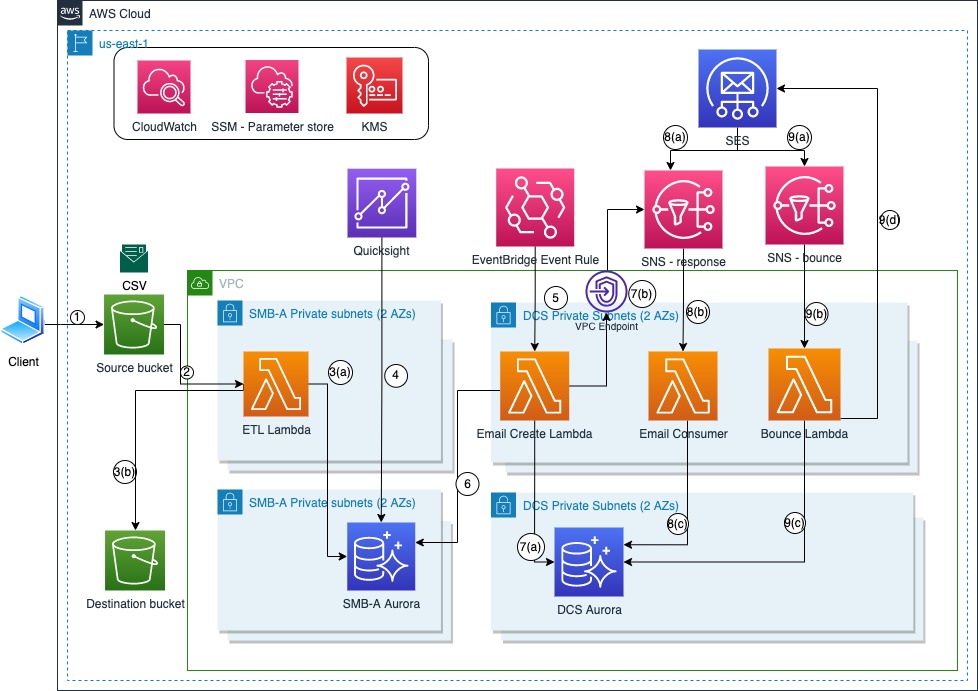 aws
AWS Cloud
us-east-1
CloudWatch
SSM - Parameter store
KMS
SES
8(a)
9(a)
Quicksight
EventBridge Event Rule
SNS - response
SNS - bounce
9(d)
CSV
VPC
5
7(b)
VPC Endpoint
8(b)
9(b)
SMB-A Private subnets (2 AZs)
DCS Private Subnets (2 AZs)
1
Client
Source bucket
2
3(a)
4
ETL Lambda
Email Create Lambda
Email Consumer
Bounce Lambda
3(b)
6
SMB-A Private subnets (2 AZs)
DCS Private Subnets (2 AZs)
7(a)
8(c)
9(c)
Destination bucket
SMB-A Aurora
DCS Aurora